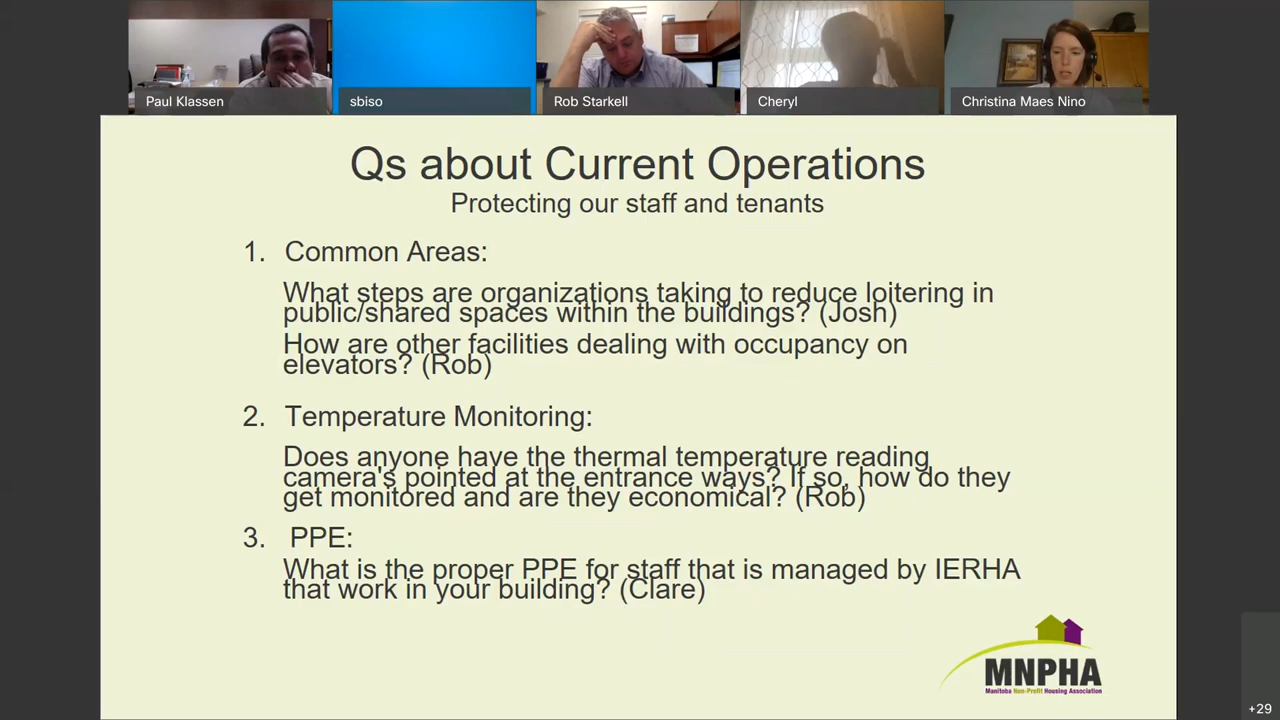 Paul Klassen
sbiso
Rob Starkell
Cheryl
Christina Maes Nino
Qs about Current Operations
Protecting our staff and tenants
1. Common Areas:
What steps are organizations taking to reduce loitering in
public/shared spaces within the buildings? (Josh)
How are other facilities dealing with occupancy on
elevators? (Rob)
2. Temperature Monitoring:
Does anyone have the thermal temperature reading
camera's pointed at the entrance ways? If so, how do they
get monitored and are they economical? (Rob)
3. PPE:
What is the proper PPE for staff that is managed by IERHA
that work in your building? (Clare)
MNPHA
Manitoba Non-Profit Housing Association
+29